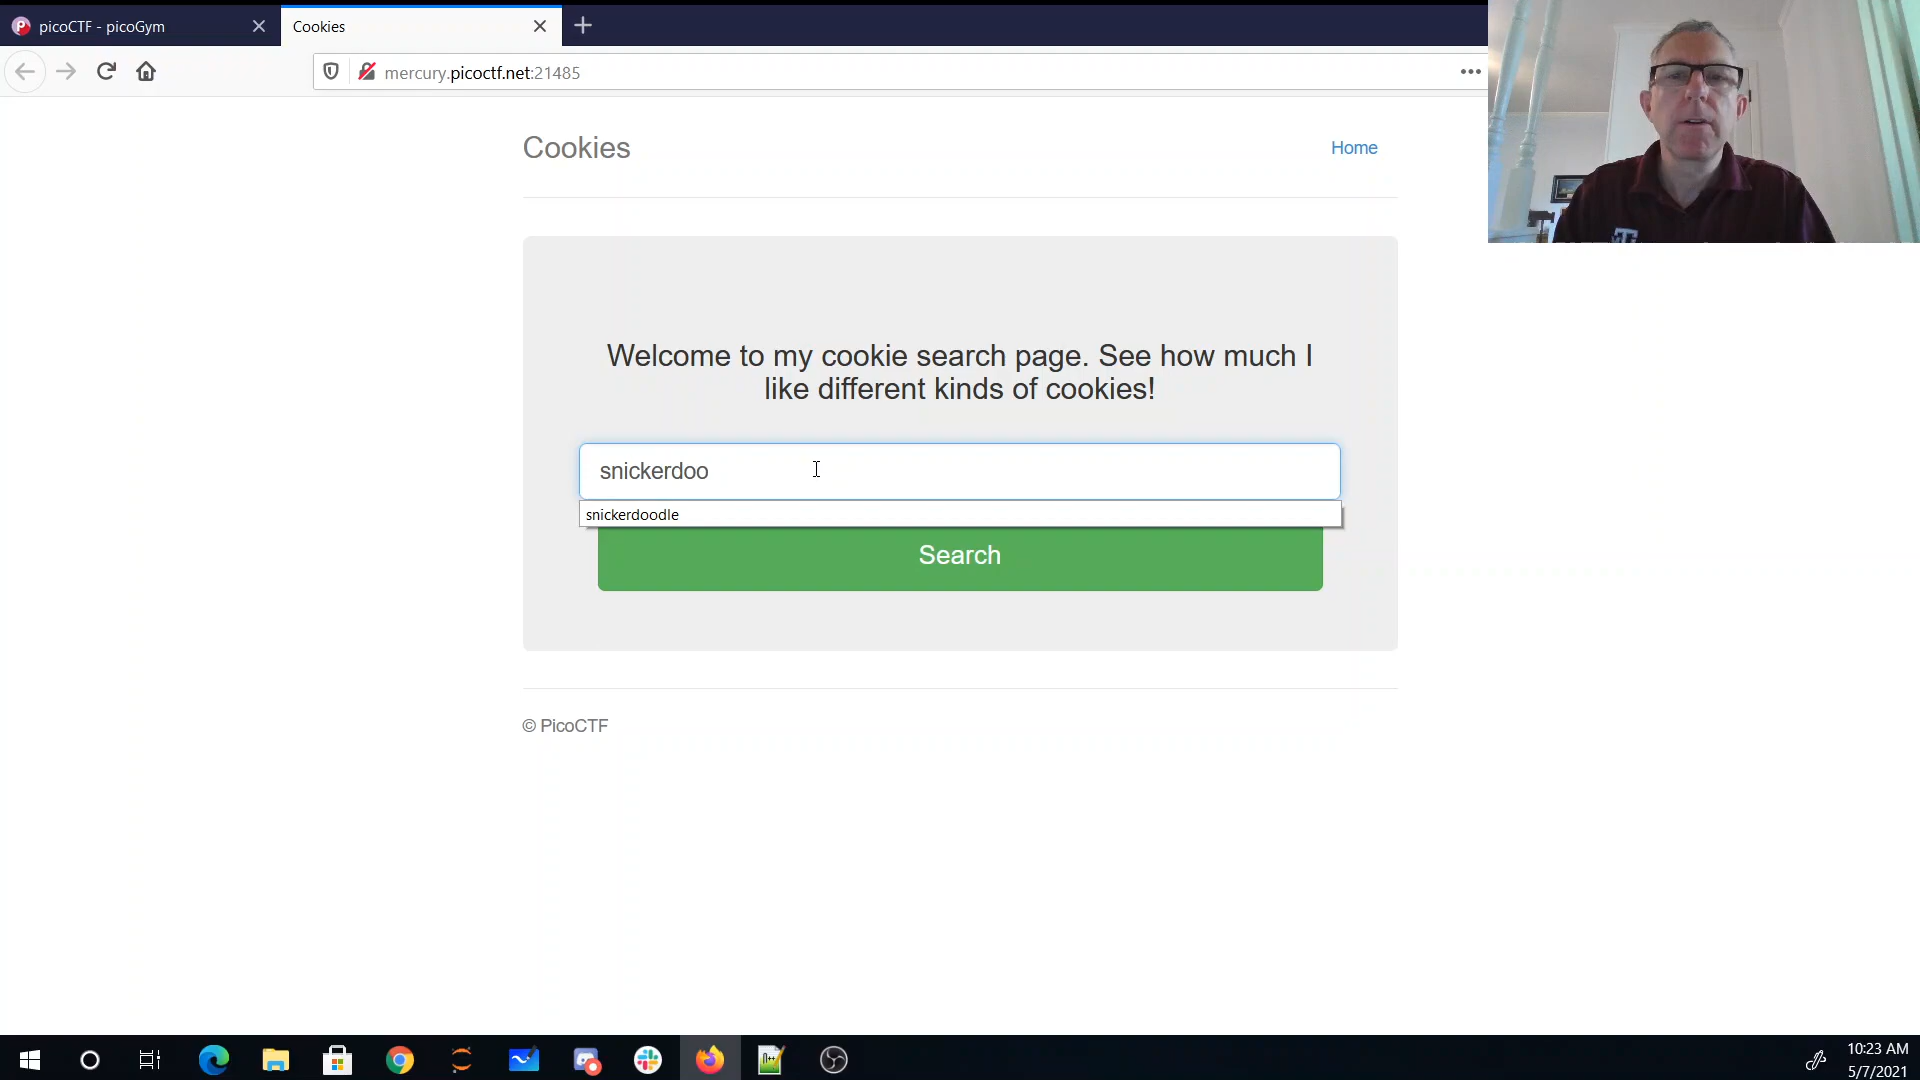 picoCTF - picoGym
Cookies
mercury.picoctf.net:21485
Cookies
Home
Welcome to my cookie search page. See how much I
like different kinds of cookies!
snickerdoo
snickerdoodle
Search
© PicoCTF
10:23 AM
5/7/2021